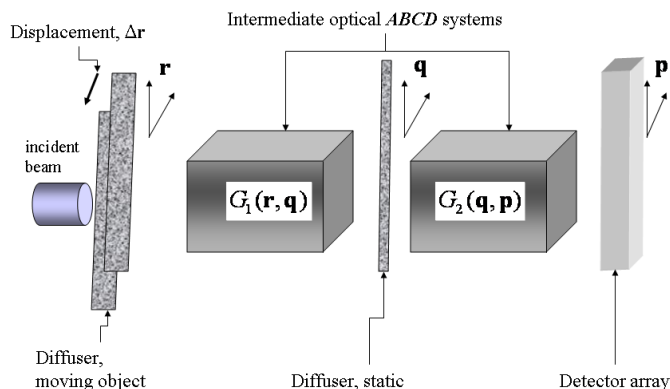 Intermediate optical ABCD systems
Displacement, Δr
r
q
p
incident
beam
G₁(r,q)
G₂(q,p)
Diffuser,
moving object
Diffuser, static
Detector array